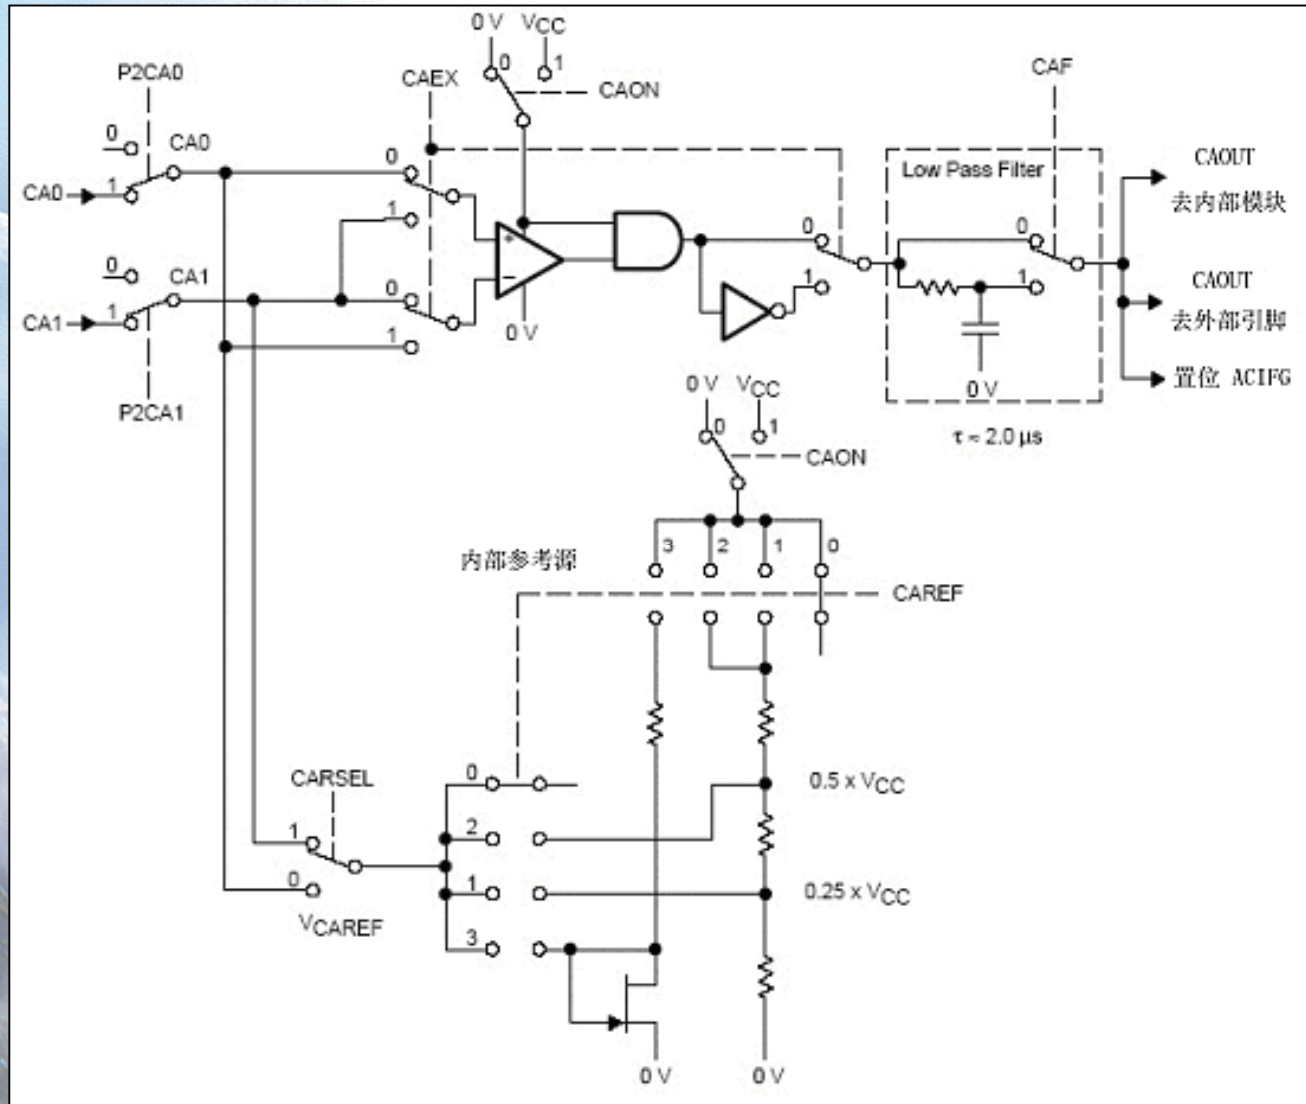 0 V VCC
P2CA0
CAEX
0 1
CAON
CAF
0 CA0
CA0 1
0
1
0 CA1
CA1 1
0
1
P2CA1
+
−
0 V
0
1
Low Pass Filter
0
1
0 V
τ ≈ 2.0 μs
CAOUT
去内部模块
CAOUT
去外部引脚
置位 ACIFG
0 V VCC
0 1
CAON
3 2 1 0
内部参考源
CAREF
CARSEL
1
0
VCAREF
0
2
1
3
0.5 x VCC
0.25 x VCC
0 V 0 V